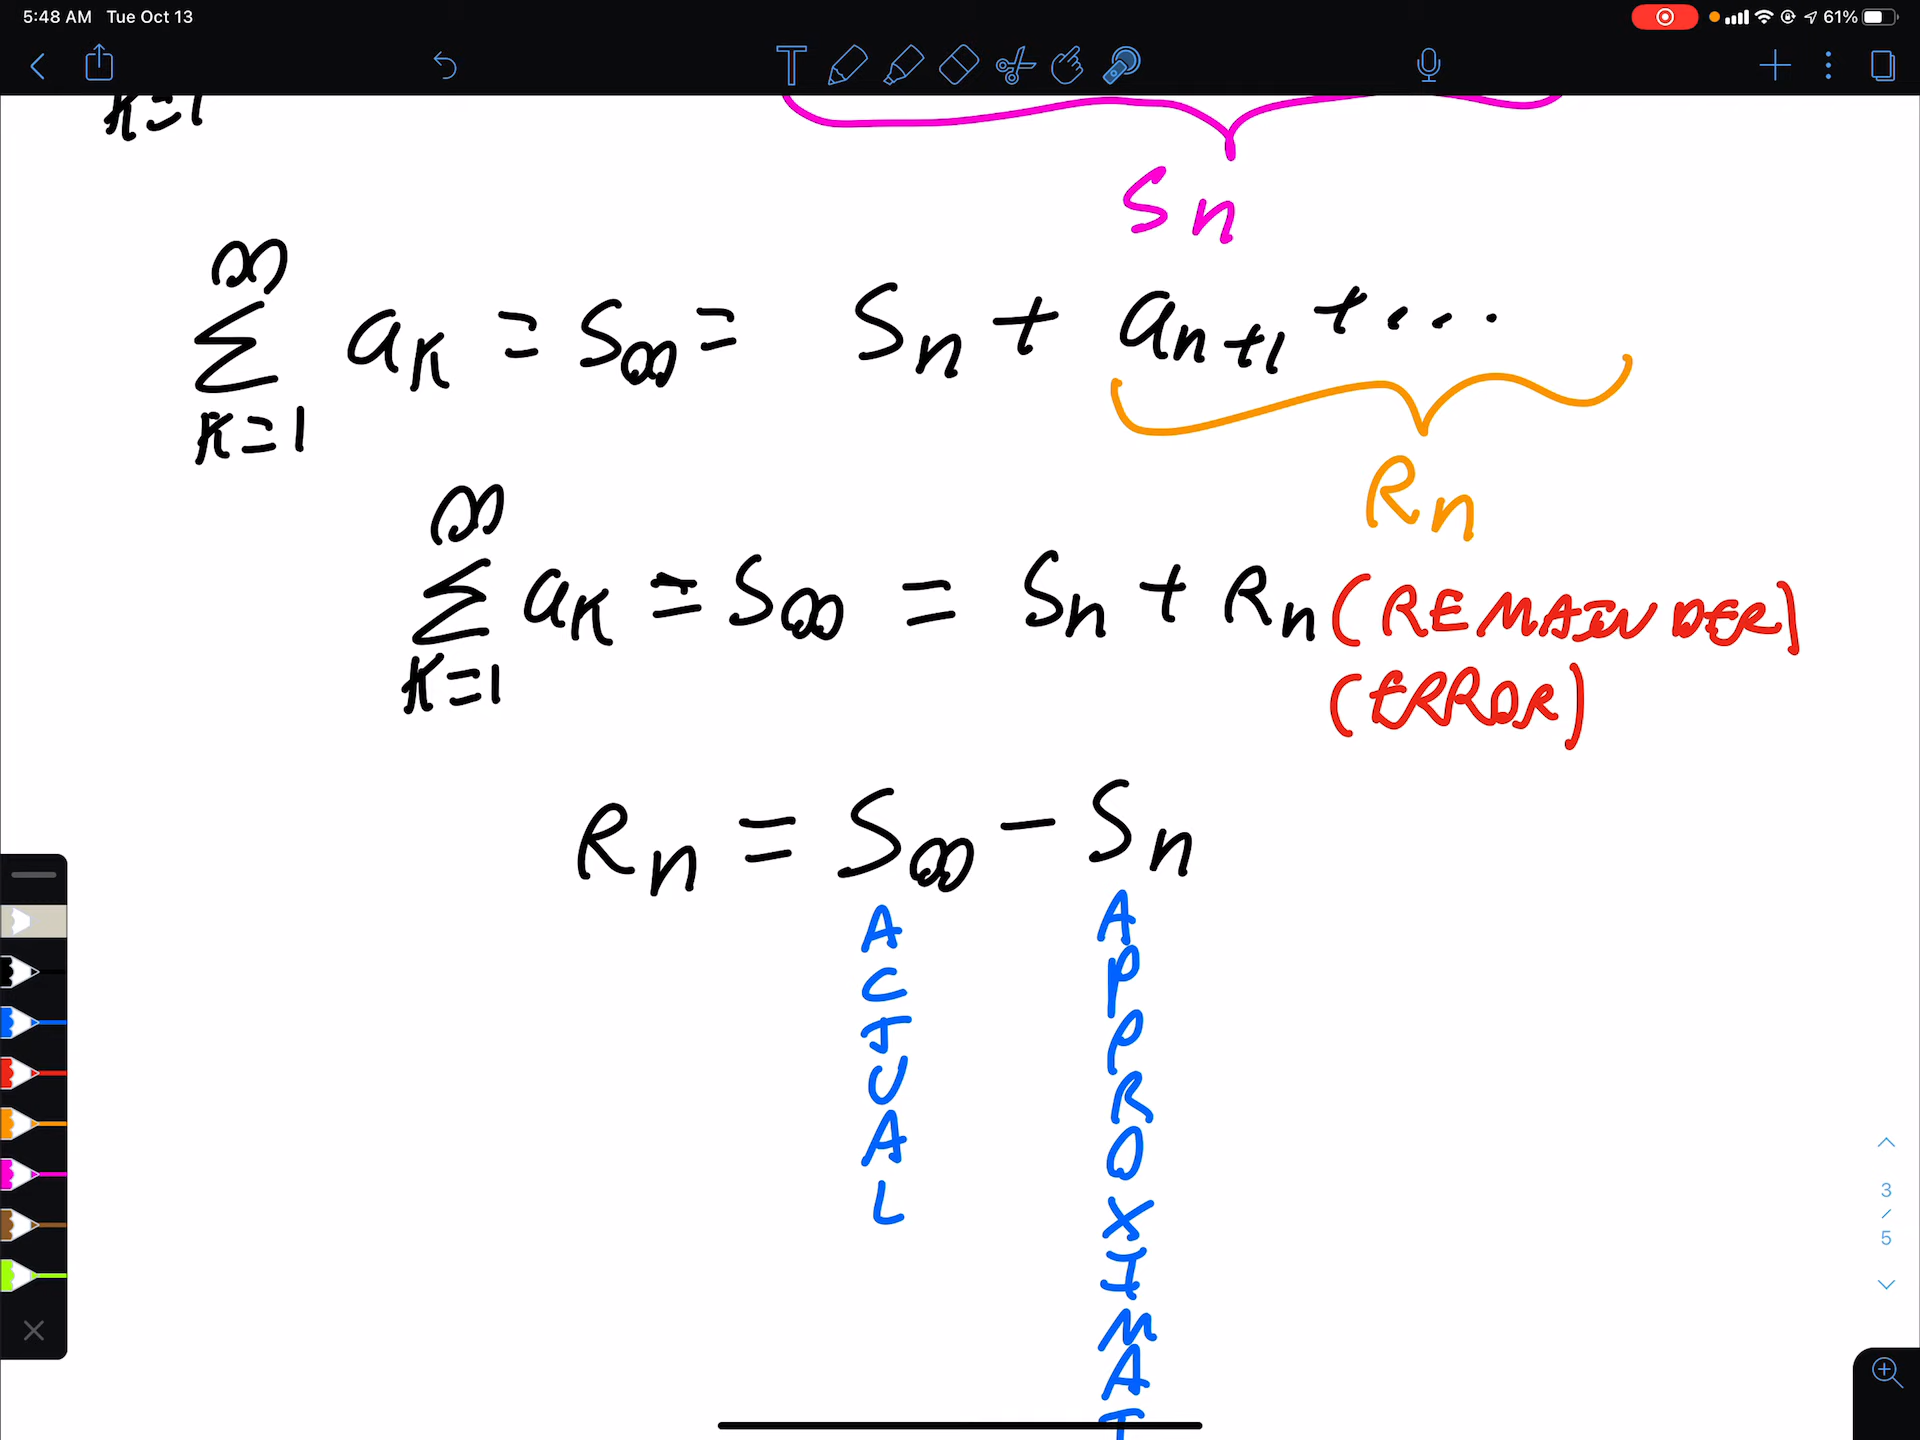 5:48 AM Tue Oct 13
61%
K=1
Sn
∞
Σ aK = S∞ = Sn + an+1 + ...
K=1
Rn
∞
Σ aK = S∞ = Sn + Rn (REMAINDER)
K=1
(ERROR)
Rn = S∞ - Sn
ACTUAL
APPROXIMAT
3
/
5